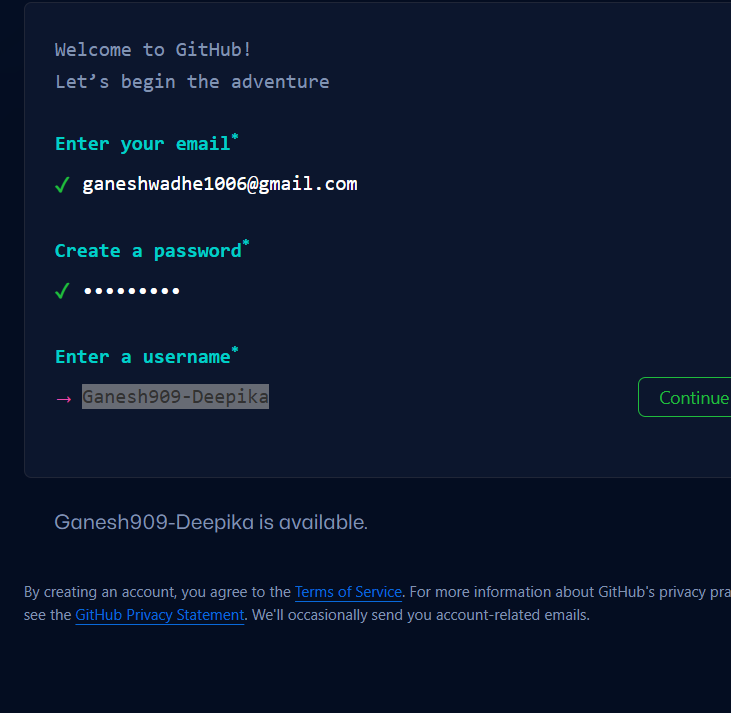 Welcome to GitHub!
Let’s begin the adventure
Enter your email*
✓ ganeshwadhe1006@gmail.com
Create a password*
✓ •••••••••
Enter a username*
→ Ganesh909-Deepika
Continue
Ganesh909-Deepika is available.
By creating an account, you agree to the Terms of Service. For more information about GitHub's privacy pra
see the GitHub Privacy Statement. We'll occasionally send you account-related emails.